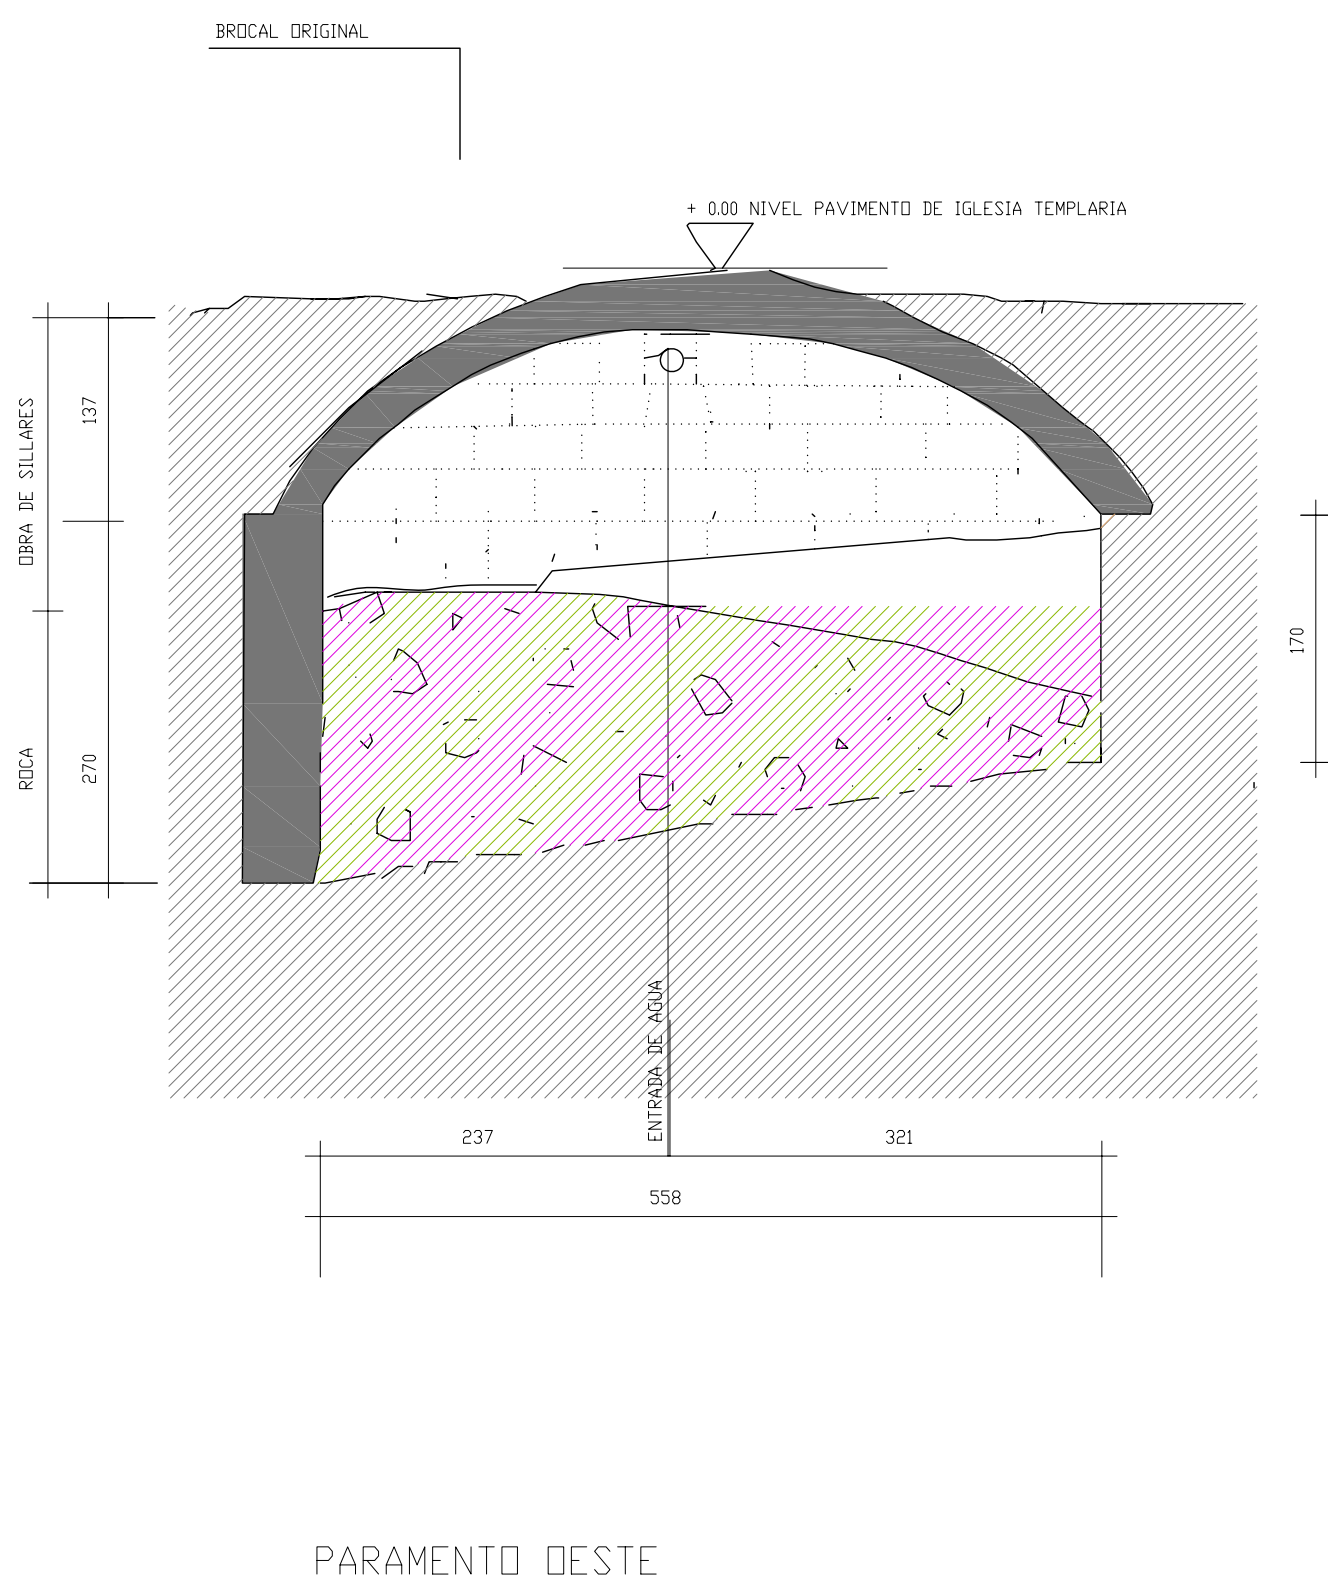 BROCAL ORIGINAL
+ 0.00 NIVEL PAVIMENTO DE IGLESIA TEMPLARIA
OBRA DE SILLARES
137
ROCA
270
170
ENTRADA DE AGUA
237
321
558
PARAMENTO OESTE